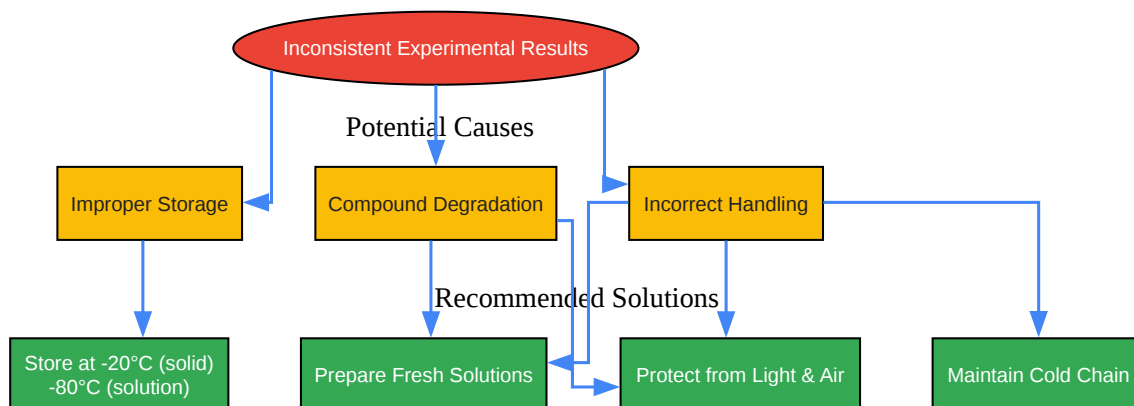 Inconsistent Experimental Results
Potential Causes
Improper Storage
Compound Degradation
Incorrect Handling
Recommended Solutions
Store at -20°C (solid)
-80°C (solution)
Prepare Fresh Solutions
Protect from Light & Air
Maintain Cold Chain